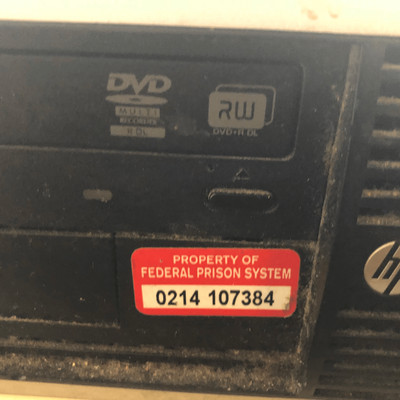 DVD
MULTI
RECORDER
R DL
RW
DVD+R DL
PROPERTY OF
FEDERAL PRISON SYSTEM
0214 107384
hp